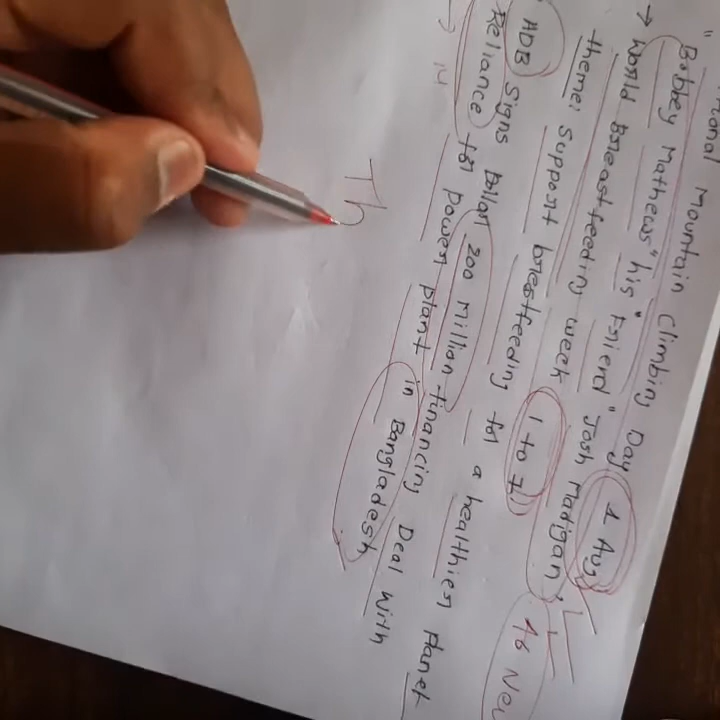 mountain climbing Day 1 Aug
"Bobbey Mathews" his "friend" Josh Madigan, 46
→ World Breastfeeding week 1 to 7
theme: Support breastfeeding for a healthier Planet
ADB Signs Dollar 200 million financing Deal With
Reliance for power plant in Bangladesh
→ 14
Th